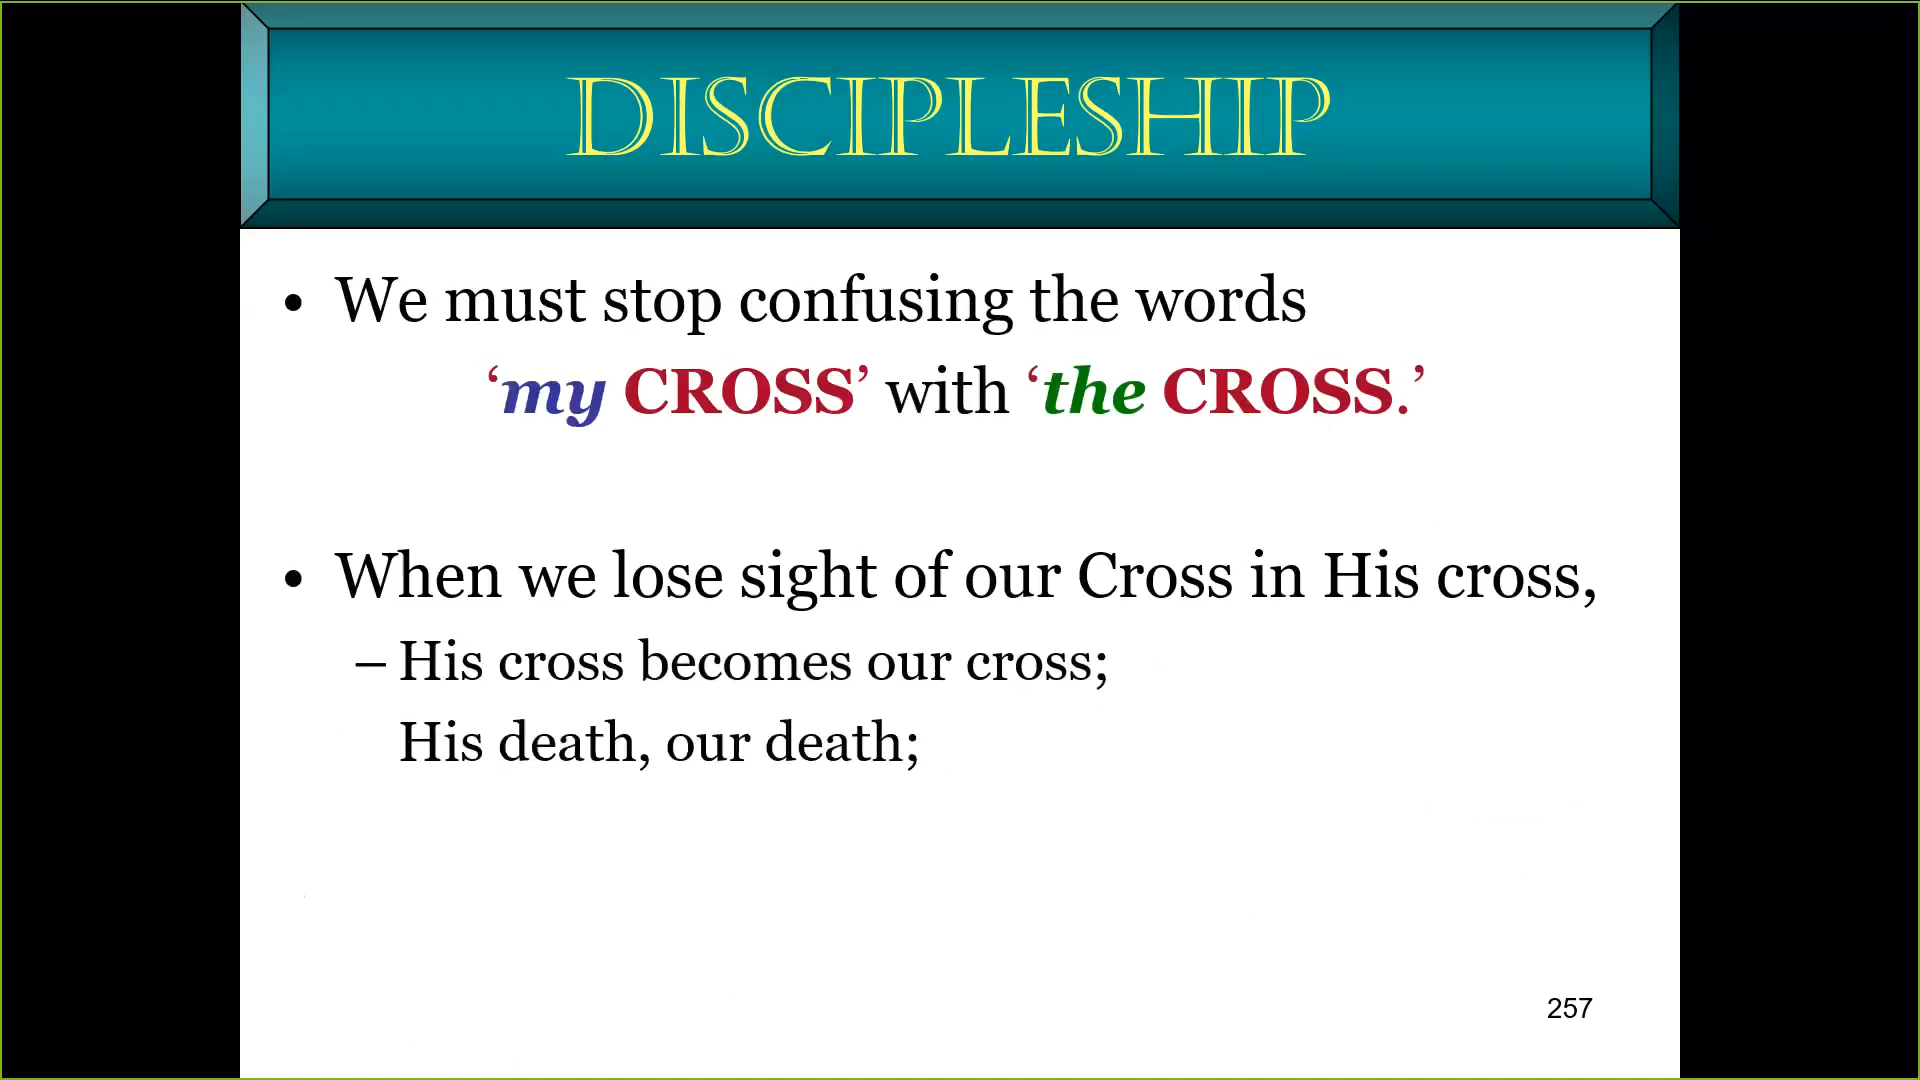 DISCIPLESHIP
• We must stop confusing the words
‘my CROSS’ with ‘the CROSS.’
• When we lose sight of our Cross in His cross,
– His cross becomes our cross;
His death, our death;
257